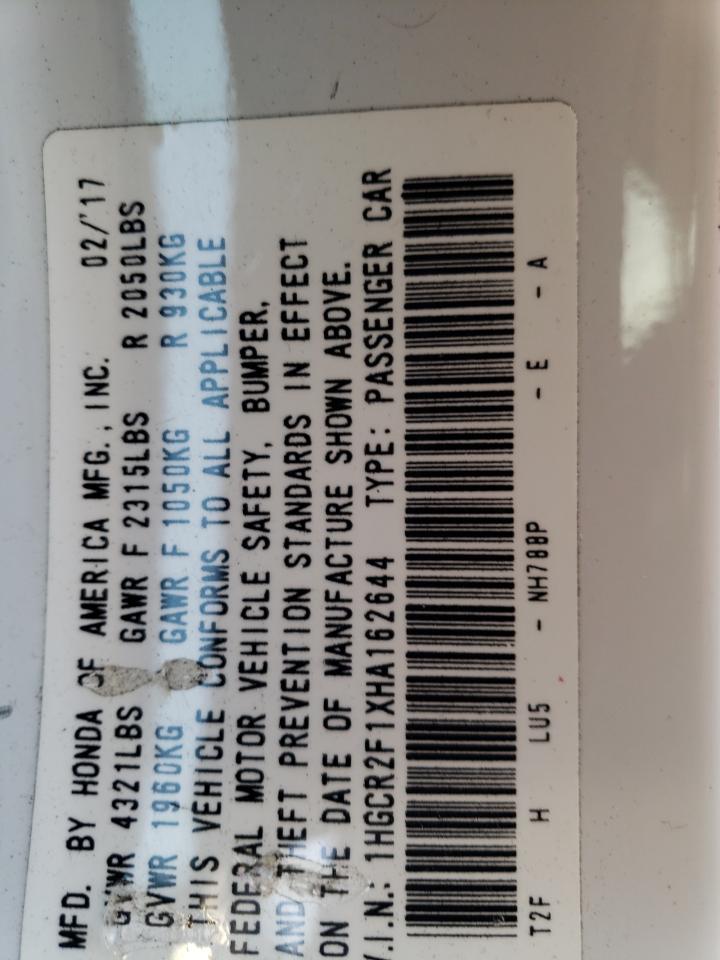 MFD. BY HONDA OF AMERICA MFG., INC. 02/'17
GVWR 4321LBS GAWR F 2315LBS R 2050LBS
GVWR 1960KG GAWR F 1050KG R 930KG
THIS VEHICLE CONFORMS TO ALL APPLICABLE
FEDERAL MOTOR VEHICLE SAFETY, BUMPER,
AND THEFT PREVENTION STANDARDS IN EFFECT
ON THE DATE OF MANUFACTURE SHOWN ABOVE.
V.I.N.: 1HGCR2F1XHA162644 TYPE: PASSENGER CAR
T2F H LU5 - NH788P - E - A